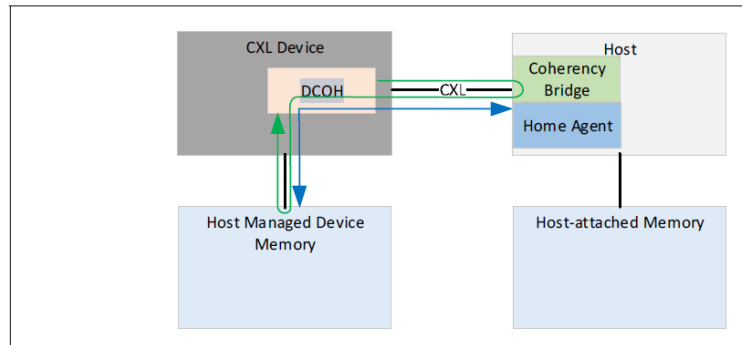 CXL Device
Host
DCOH
CXL
Coherency
Bridge
Home Agent
Host Managed Device
Memory
Host-attached Memory